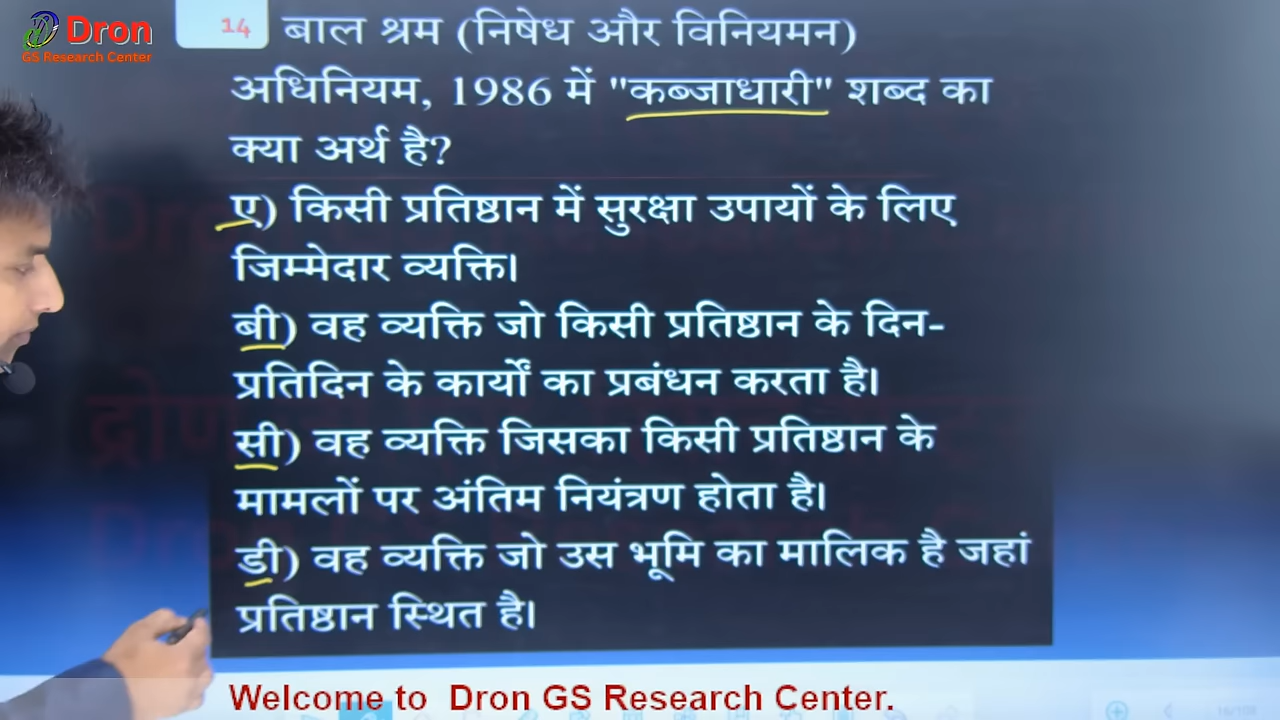 Dron
GS Research Center
14
बाल श्रम (निषेध और विनियमन)
अधिनियम, 1986 में "कब्जाधारी" शब्द का
क्या अर्थ है?
ए) किसी प्रतिष्ठान में सुरक्षा उपायों के लिए
जिम्मेदार व्यक्ति।
बी) वह व्यक्ति जो किसी प्रतिष्ठान के दिन-
प्रतिदिन के कार्यों का प्रबंधन करता है।
सी) वह व्यक्ति जिसका किसी प्रतिष्ठान के
मामलों पर अंतिम नियंत्रण होता है।
डी) वह व्यक्ति जो उस भूमि का मालिक है जहां
प्रतिष्ठान स्थित है।
Welcome to Dron GS Research Center.